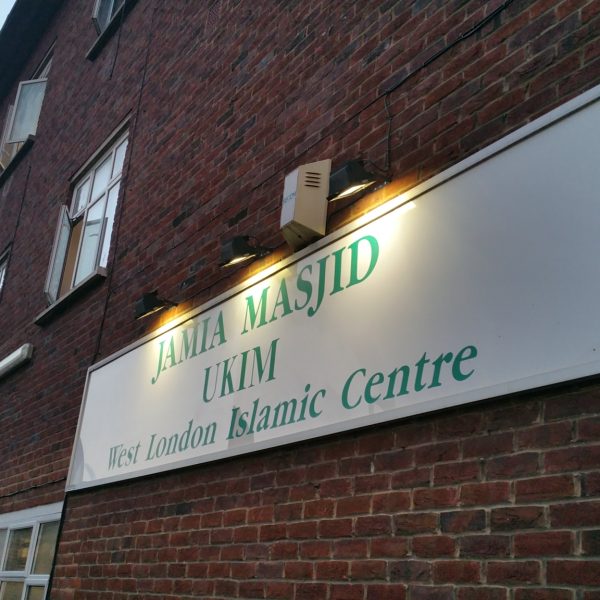 JAMIA MASJID
UKIM
West London Islamic Centre